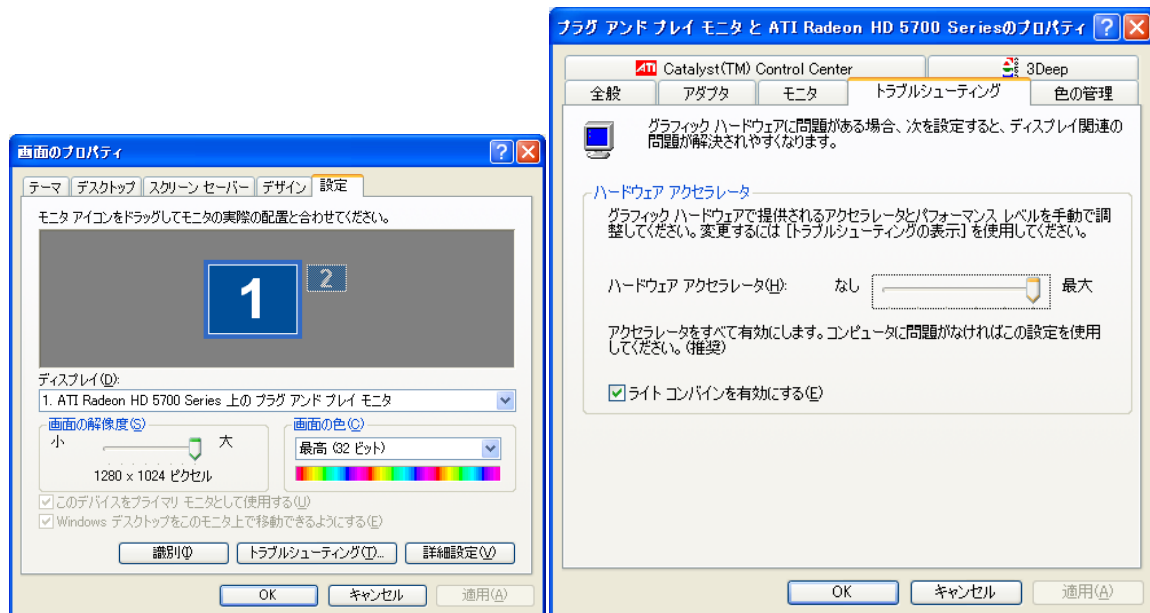 画面のプロパティ
テーマ デスクトップ スクリーン セーバー デザイン 設定
モニタ アイコンをドラッグしてモニタの実際の配置と合わせてください。
1 2
ディスプレイ(D):
1. ATI Radeon HD 5700 Series 上の プラグ アンド プレイ モニタ
画面の解像度(S)
小 大
1280 x 1024 ピクセル
画面の色(C)
最高 (32 ビット)
このデバイスをプライマリ モニタとして使用する(U)
Windows デスクトップをこのモニタ上で移動できるようにする(E)
識別(I) トラブルシューティング(T)... 詳細設定(V)
OK キャンセル 適用(A)
プラグ アンド プレイ モニタ と ATI Radeon HD 5700 Seriesのプロパティ
ATI Catalyst(TM) Control Center 3Deep
全般 アダプタ モニタ トラブルシューティング 色の管理
グラフィック ハードウェアに問題がある場合、次を設定すると、ディスプレイ関連の
問題が解決されやすくなります。
ハードウェア アクセラレータ
グラフィック ハードウェアで提供されるアクセラレータとパフォーマンス レベルを手動で調
整してください。変更するには [トラブルシューティングの表示] を使用してください。
ハードウェア アクセラレータ(H): なし 最大
アクセラレータをすべて有効にします。コンピュータに問題がなければこの設定を使用
してください。(推奨)
ライト コンバインを有効にする(E)
OK キャンセル 適用(A)